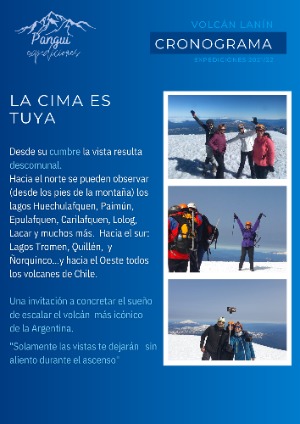 Pangui
expediciones
VOLCÁN LANÍN
CRONOGRAMA
EXPEDICIONES 2021/22
LA CIMA ES
TUYA
Desde su cumbre la vista resulta
descomunal.
Hacia el norte se pueden observar
(desde los pies de la montaña) los
lagos Huechulafquen, Paimún,
Epulafquen, Carilafquen, Lolog,
Lacar y muchos más. Hacia el sur:
Lagos Tromen, Quillén, y
Ñorquinco...y hacia el Oeste todos
los volcanes de Chile.
Una invitación a concretar el sueño
de escalar el volcán más icónico
de la Argentina.
"Solamente las vistas te dejarán sin
aliento durante el ascenso"